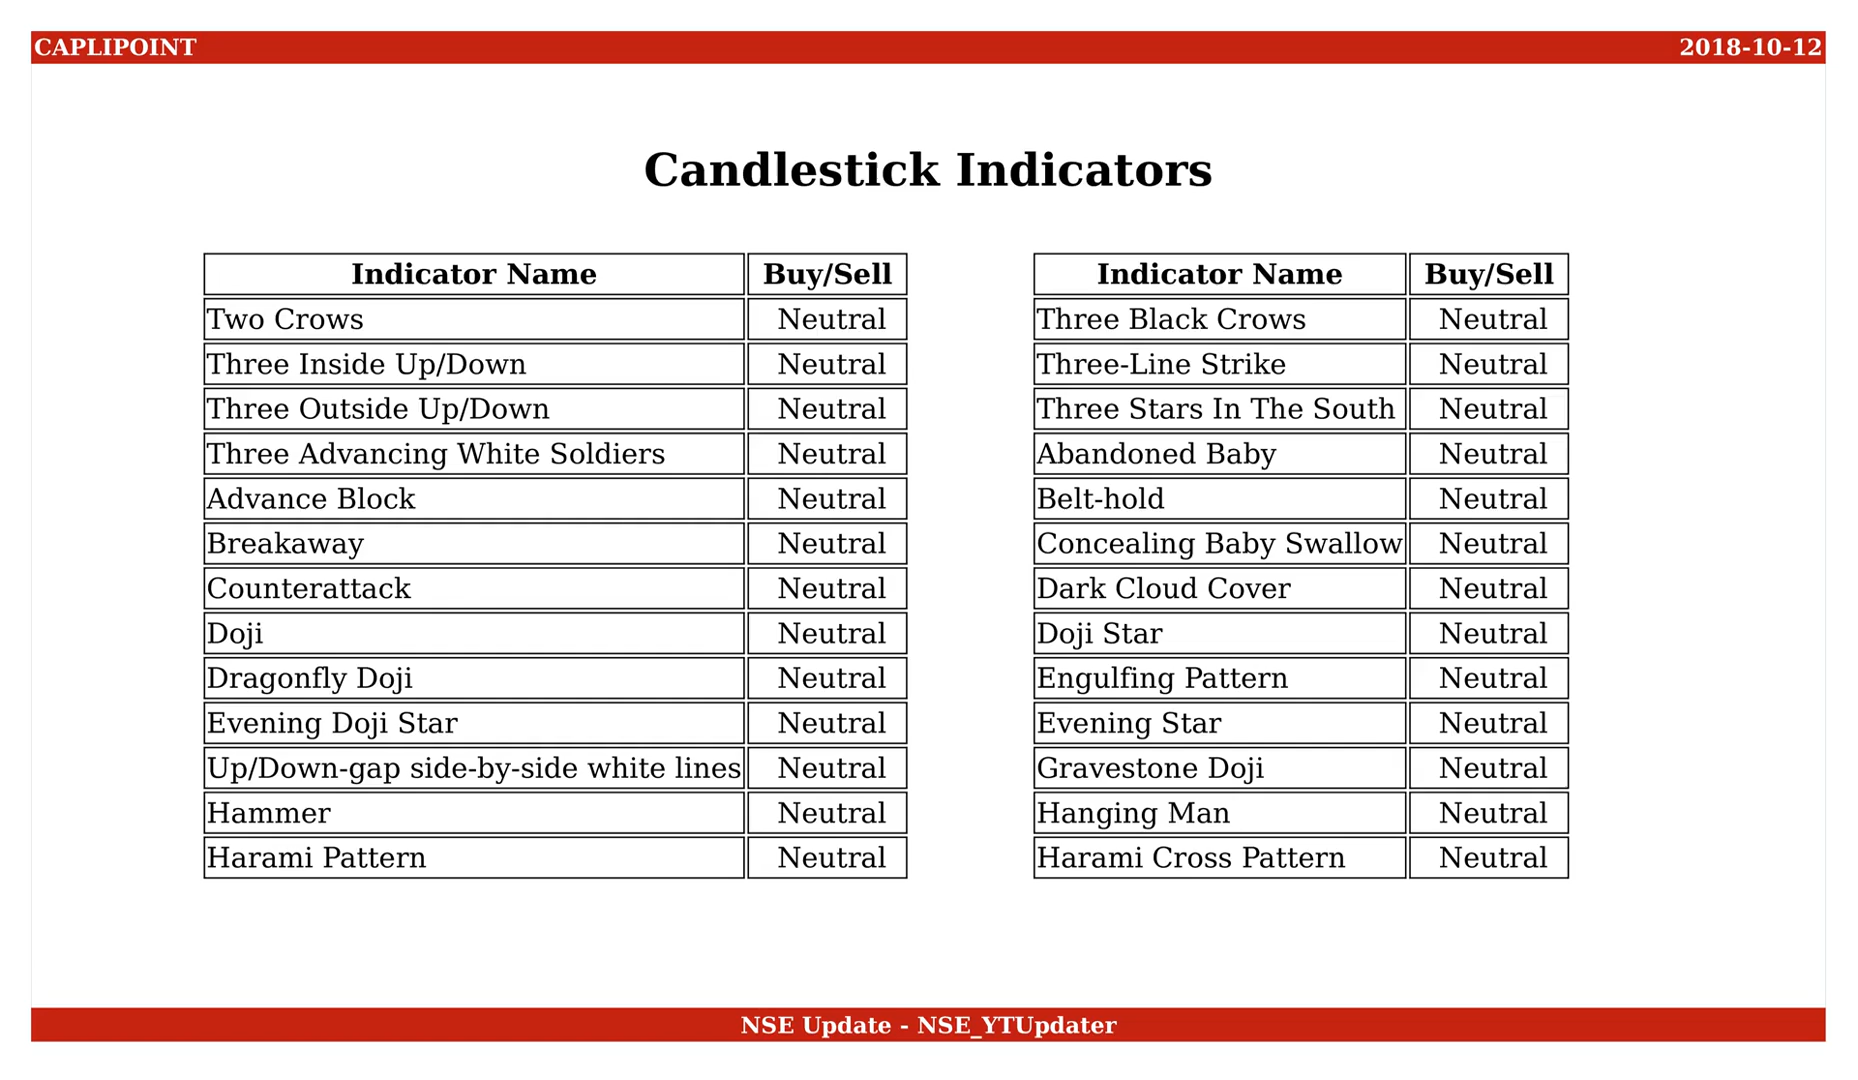 CAPLIPOINT 2018-10-12
Candlestick Indicators
Indicator Name Buy/Sell
Two Crows Neutral
Three Inside Up/Down Neutral
Three Outside Up/Down Neutral
Three Advancing White Soldiers Neutral
Advance Block Neutral
Breakaway Neutral
Counterattack Neutral
Doji Neutral
Dragonfly Doji Neutral
Evening Doji Star Neutral
Up/Down-gap side-by-side white lines Neutral
Hammer Neutral
Harami Pattern Neutral
Indicator Name Buy/Sell
Three Black Crows Neutral
Three-Line Strike Neutral
Three Stars In The South Neutral
Abandoned Baby Neutral
Belt-hold Neutral
Concealing Baby Swallow Neutral
Dark Cloud Cover Neutral
Doji Star Neutral
Engulfing Pattern Neutral
Evening Star Neutral
Gravestone Doji Neutral
Hanging Man Neutral
Harami Cross Pattern Neutral
NSE Update - NSE_YTUpdater